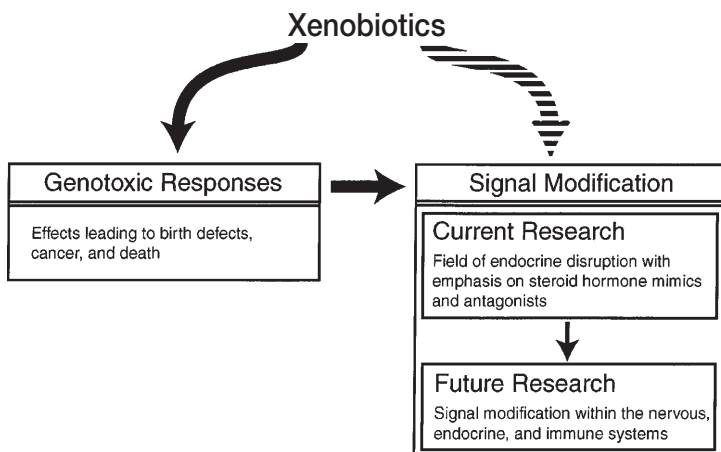 Xenobiotics
Genotoxic Responses
Effects leading to birth defects,
cancer, and death
Signal Modification
Current Research
Field of endocrine disruption with
emphasis on steroid hormone mimics
and antagonists
Future Research
Signal modification within the nervous,
endocrine, and immune systems